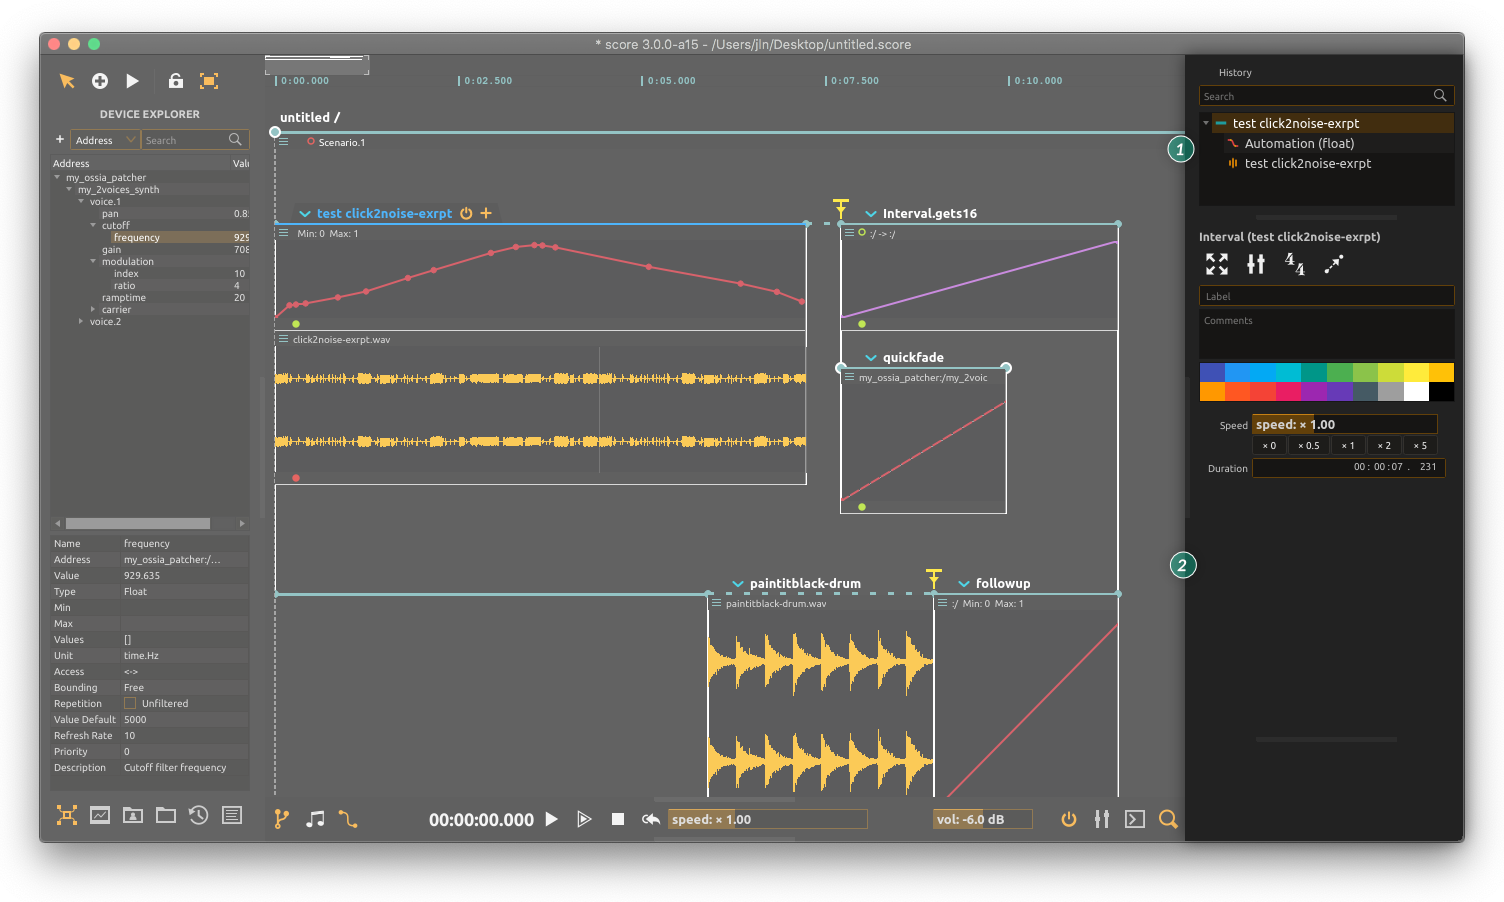 * score 3.0.0-a15 - /Users/jln/Desktop/untitled.score
DEVICE EXPLORER
+ Address Search
Address Valu
my_ossia_patcher
my_2voices_synth
voice.1
pan 0.8
cutoff
frequency 929
gain 708
modulation
index 10
ratio 4
ramptime 20
carrier
voice.2
Name frequency
Address my_ossia_patcher:/...
Value 929.635
Type Float
Min
Max
Values []
Unit time.Hz
Access <->
Bounding Free
Repetition Unfiltered
Value Default 5000
Refresh Rate 10
Priority 0
Description Cutoff filter frequency
0:00.000 0:02.500 0:05.000 0:07.500 0:10.000
untitled /
Scenario.1
test click2noise-exrpt
Min: 0 Max: 1
click2noise-exrpt.wav
Interval.gets16
:/ -> :/
quickfade
my_ossia_patcher:/my_2voic
paintitblack-drum
paintitblack-drum.wav
followup
:/ Min: 0 Max: 1
00:00:00.000
speed: × 1.00
vol: -6.0 dB
History
Search
test click2noise-exrpt
Automation (float)
test click2noise-exrpt
1
Interval (test click2noise-exrpt)
4/4
Label
Comments
Speed speed: × 1.00
× 0 × 0.5 × 1 × 2 × 5
Duration 00: 00 :07 . 231
2